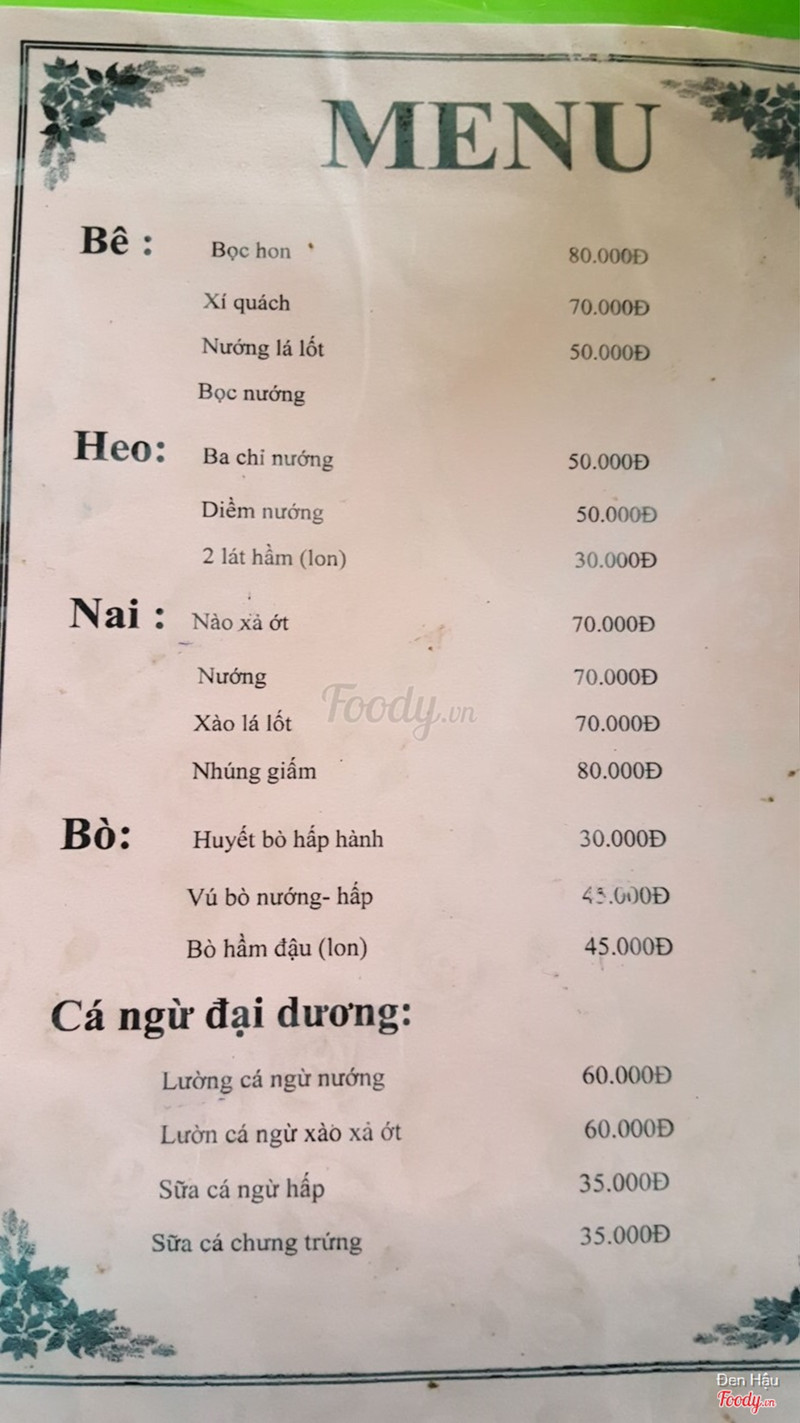 MENU
Bê : Bọc hon 80.000Đ
Xí quách 70.000Đ
Nướng lá lốt 50.000Đ
Bọc nướng
Heo: Ba chỉ nướng 50.000Đ
Diềm nướng 50.000Đ
2 lát hầm (lon) 30.000Đ
Nai : Nào xả ớt 70.000Đ
Nướng 70.000Đ
Xào lá lốt 70.000Đ
Nhúng giấm 80.000Đ
Bò: Huyết bò hấp hành 30.000Đ
Vú bò nướng- hấp 45.000Đ
Bò hầm đậu (lon) 45.000Đ
Cá ngừ đại dương:
Lường cá ngừ nướng 60.000Đ
Lườn cá ngừ xào xả ớt 60.000Đ
Sữa cá ngừ hấp 35.000Đ
Sữa cá chưng trứng 35.000Đ
Foody.vn
Đen Hậu
Foody.vn